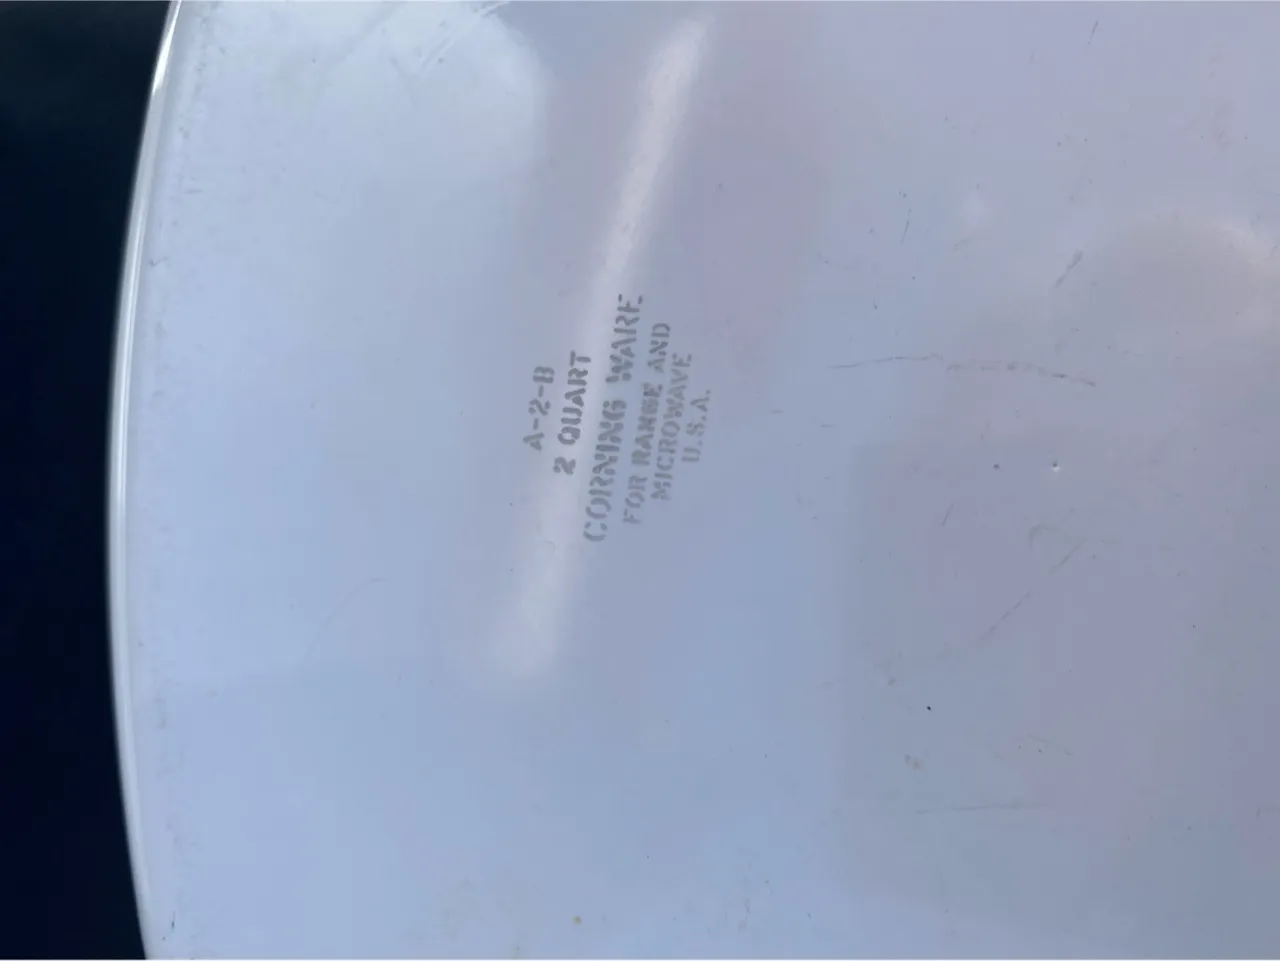 A-2-B
2 QUART
CORNING WARE
FOR RANGE AND
MICROWAVE
U.S.A.